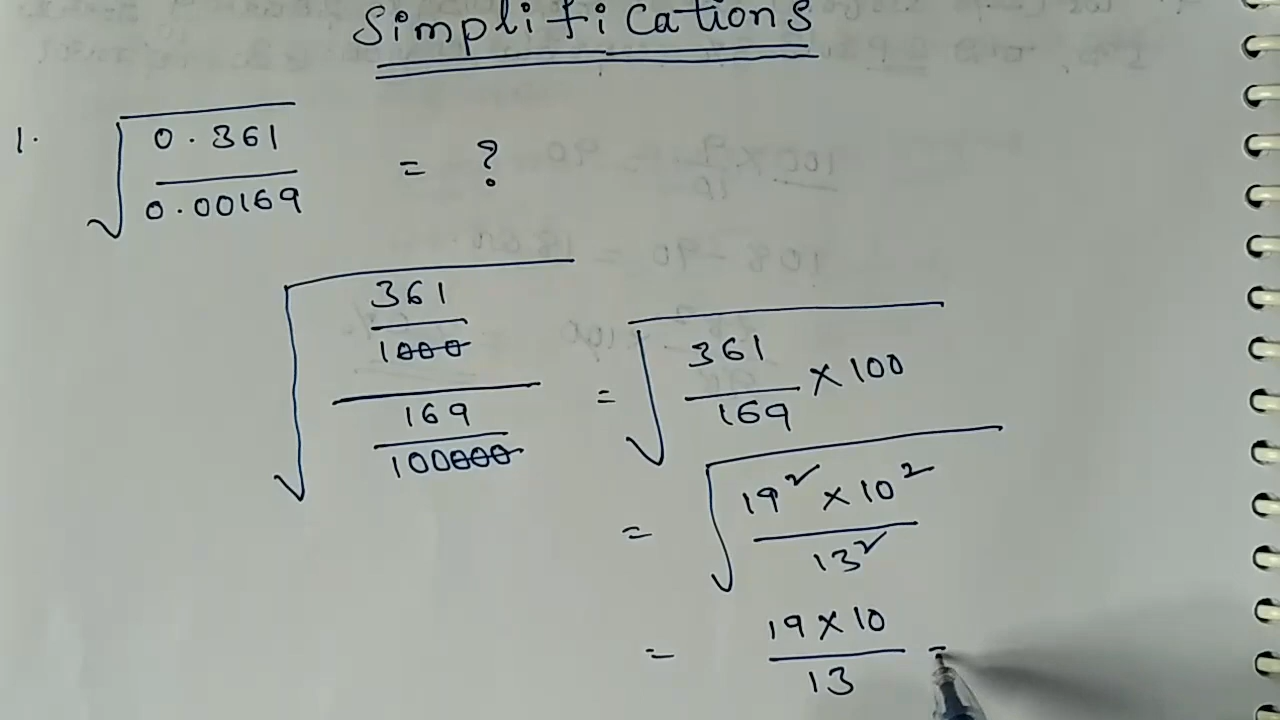 Simplifications
1. √(0.361 / 0.00169) = ?
√((361 / 1000) / (169 / 100000)) = √(361 / 169 × 100)
= √(19² × 10² / 13²)
= 19 × 10 / 13 =